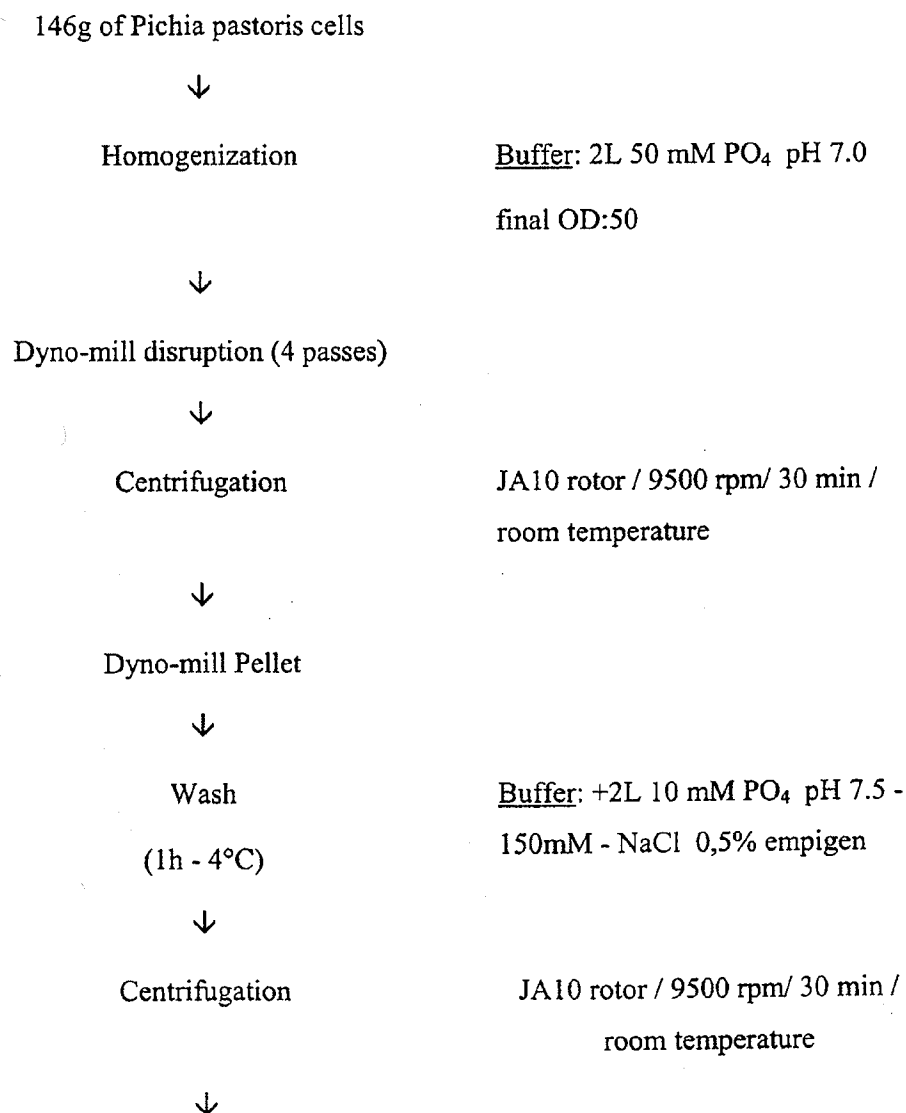 146g of Pichia pastoris cells
↓
Homogenization Buffer: 2L 50 mM PO₄ pH 7.0
final OD:50
↓
Dyno-mill disruption (4 passes)
↓
Centrifugation JA10 rotor / 9500 rpm/ 30 min /
room temperature
↓
Dyno-mill Pellet
↓
Wash Buffer: +2L 10 mM PO₄ pH 7.5 -
(1h - 4°C) 150mM - NaCl 0,5% empigen
↓
Centrifugation JA10 rotor / 9500 rpm/ 30 min /
room temperature
↓